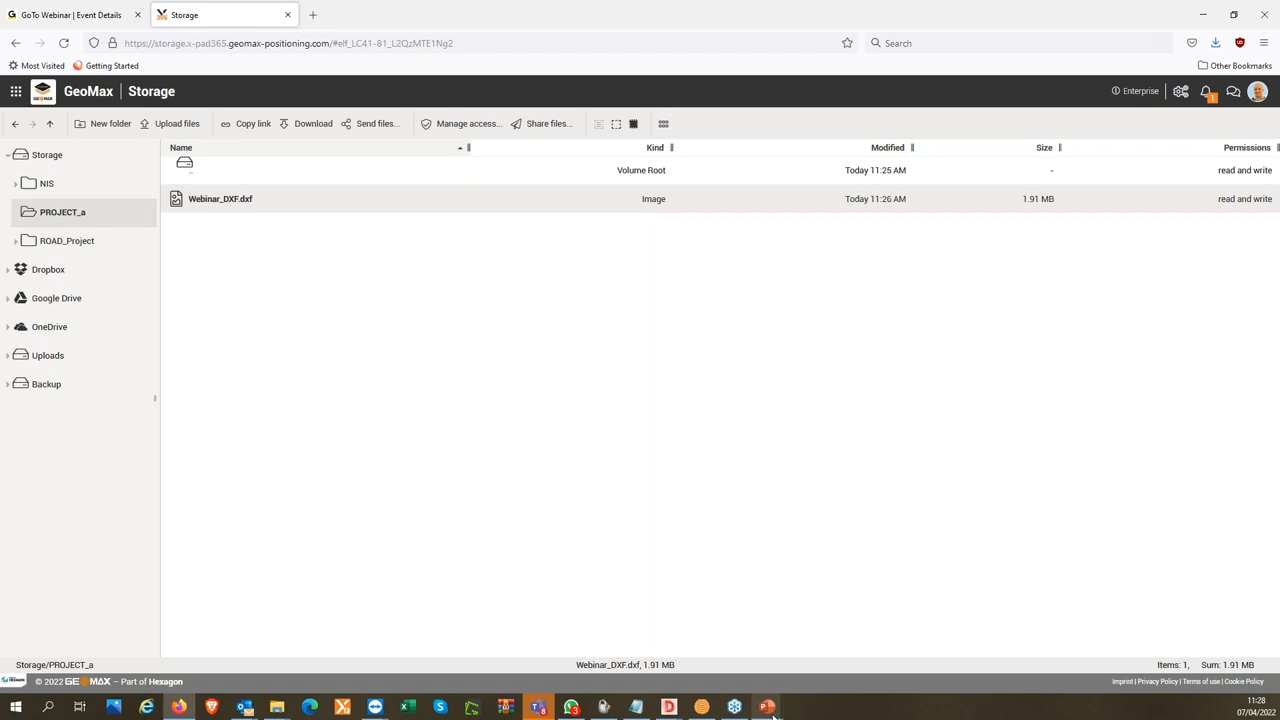 GoTo Webinar | Event Details
Storage
https://storage.x-pad365.geomax-positioning.com/#elf_LC41-81_L2QzMTE1Ng2
Search
Most Visited
Getting Started
Other Bookmarks
GEOMAX
GeoMax
Storage
Enterprise
1
New folder
Upload files
Copy link
Download
Send files...
Manage access...
Share files...
Storage
NIS
PROJECT_a
ROAD_Project
Dropbox
Google Drive
OneDrive
Uploads
Backup
Name
Kind
Modified
Size
Permissions
..
Volume Root
Today 11:25 AM
-
read and write
Webinar_DXF.dxf
Image
Today 11:26 AM
1.91 MB
read and write
Storage/PROJECT_a
Webinar_DXF.dxf, 1.91 MB
Items: 1, Sum: 1.91 MB
© 2022 GEOMAX – Part of Hexagon
Imprint | Privacy Policy | Terms of use | Cookie Policy
11:28
07/04/2022